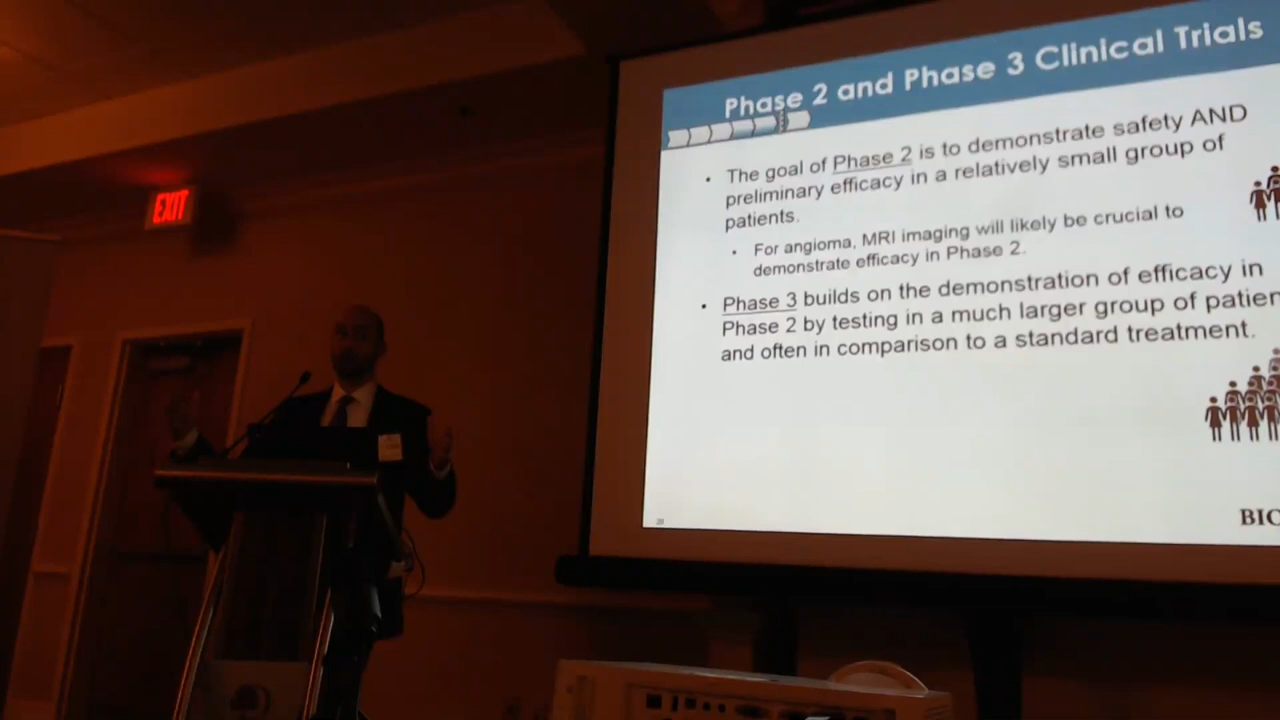 EXIT
Phase 2 and Phase 3 Clinical Trials
• The goal of Phase 2 is to demonstrate safety AND
preliminary efficacy in a relatively small group of
patients.
• For angioma, MRI imaging will likely be crucial to
demonstrate efficacy in Phase 2.
• Phase 3 builds on the demonstration of efficacy in
Phase 2 by testing in a much larger group of patien
and often in comparison to a standard treatment.
20
BIO